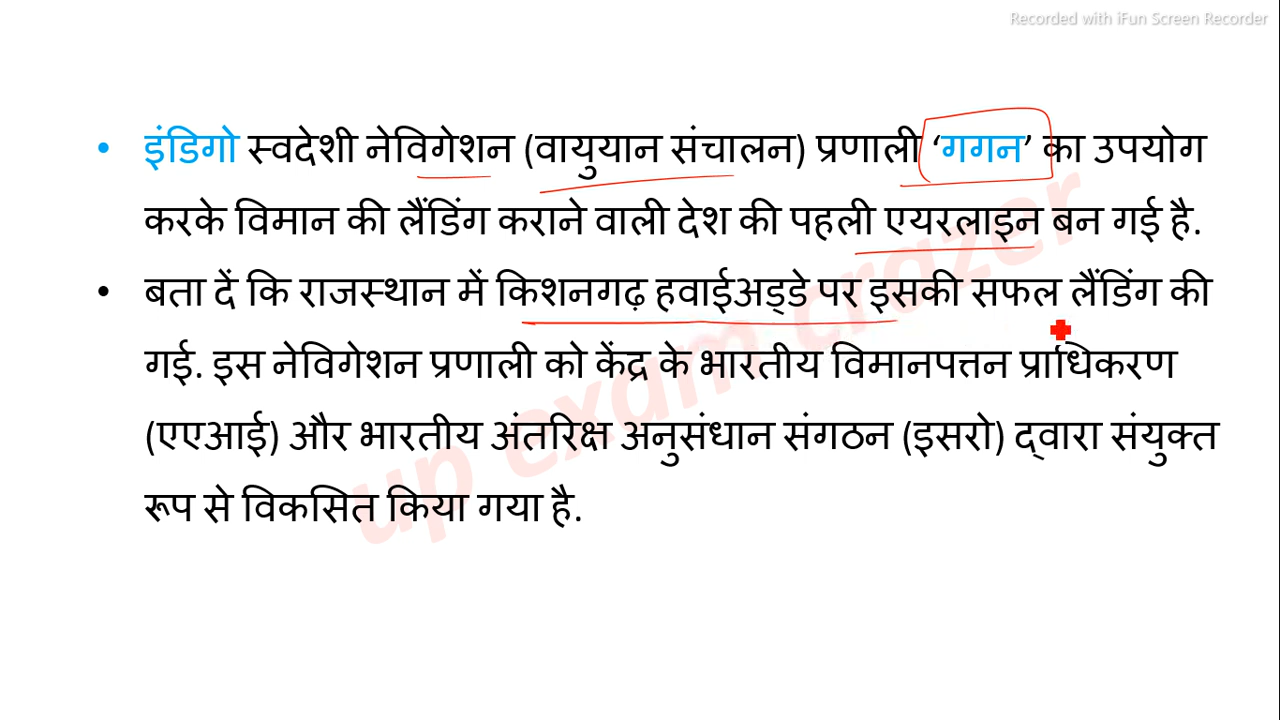 Recorded with iFun Screen Recorder
• इंडिगो स्वदेशी नेविगेशन (वायुयान संचालन) प्रणाली ‘गगन’ का उपयोग
करके विमान की लैंडिंग कराने वाली देश की पहली एयरलाइन बन गई है.
• बता दें कि राजस्थान में किशनगढ़ हवाईअड्डे पर इसकी सफल लैंडिंग की
गई. इस नेविगेशन प्रणाली को केंद्र के भारतीय विमानपत्तन प्राधिकरण
(एएआई) और भारतीय अंतरिक्ष अनुसंधान संगठन (इसरो) द्वारा संयुक्त
रूप से विकसित किया गया है.
up exam crazer